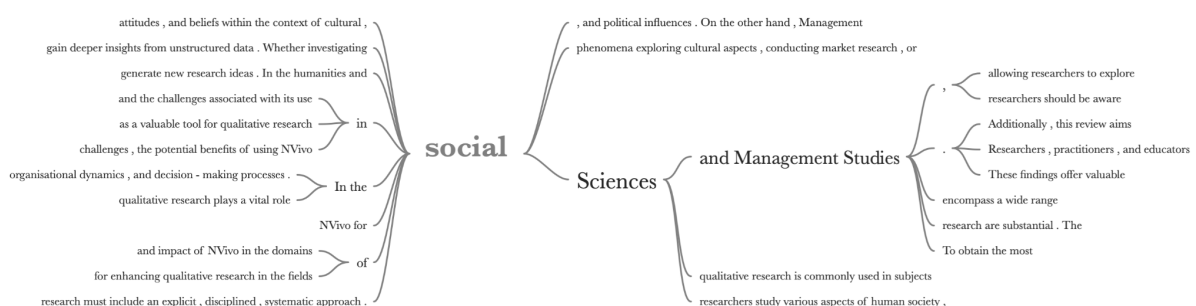 attitudes , and beliefs within the context of cultural ,
gain deeper insights from unstructured data . Whether investigating
generate new research ideas . In the humanities and
and the challenges associated with its use
as a valuable tool for qualitative research
challenges , the potential benefits of using NVivo
in
organisational dynamics , and decision - making processes .
qualitative research plays a vital role
In the
NVivo for
and impact of NVivo in the domains
for enhancing qualitative research in the fields
of
research must include an explicit , disciplined , systematic approach .
social
, and political influences . On the other hand , Management
phenomena exploring cultural aspects , conducting market research , or
Sciences
and Management Studies
,
allowing researchers to explore
researchers should be aware
.
Additionally , this review aims
Researchers , practitioners , and educators
These findings offer valuable
encompass a wide range
research are substantial . The
To obtain the most
qualitative research is commonly used in subjects
researchers study various aspects of human society ,